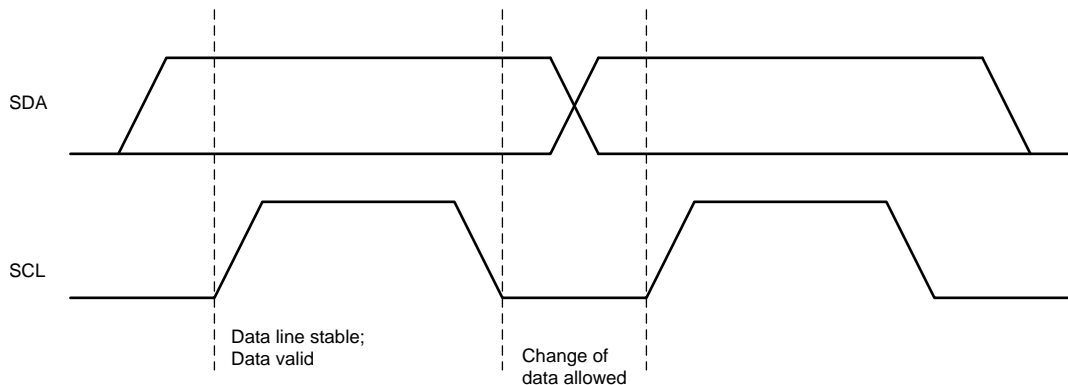 SDA
SCL
Data line stable;
Data valid
Change of
data allowed